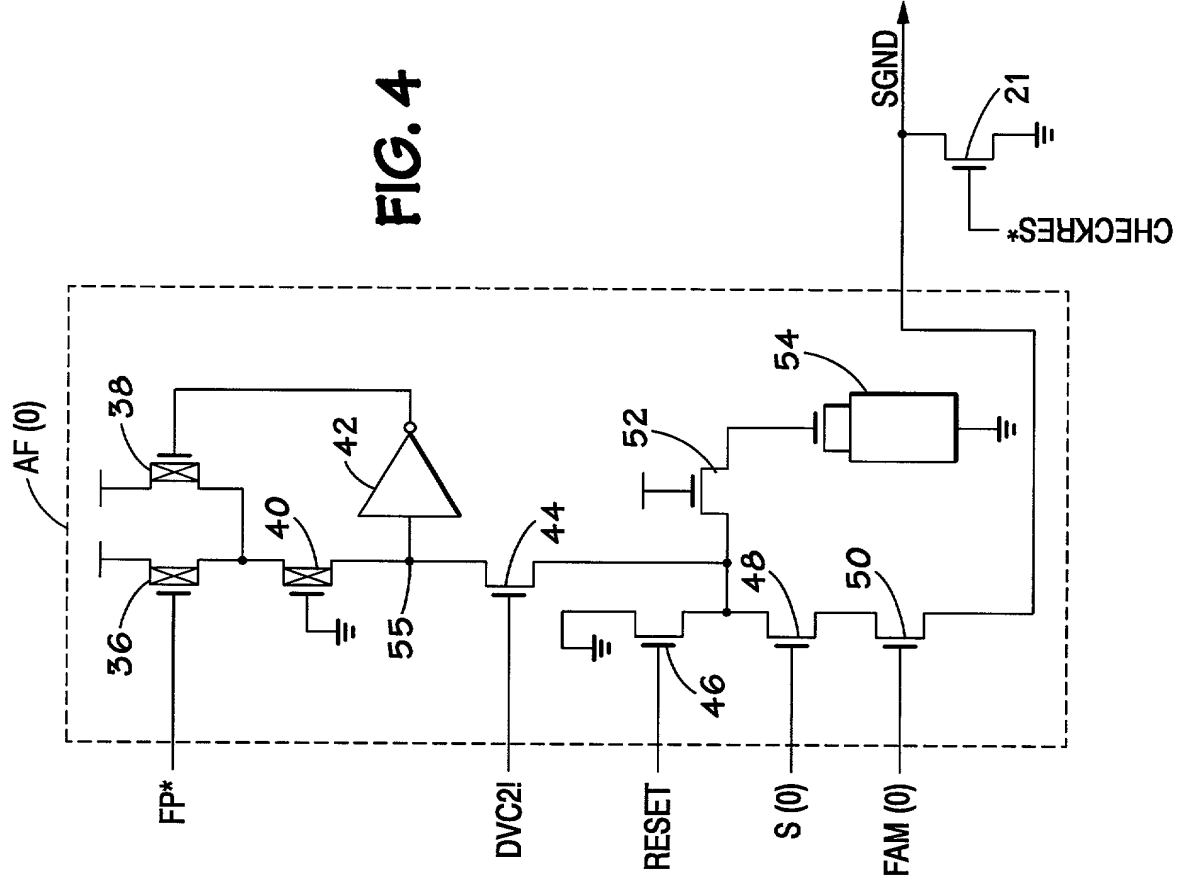 FIG. 4
AF (0)
36
38
40
42
55
44
52
54
46
48
50
FP*
DVC2!
RESET
S (0)
FAM (0)
SGND
21
CHECKRES*